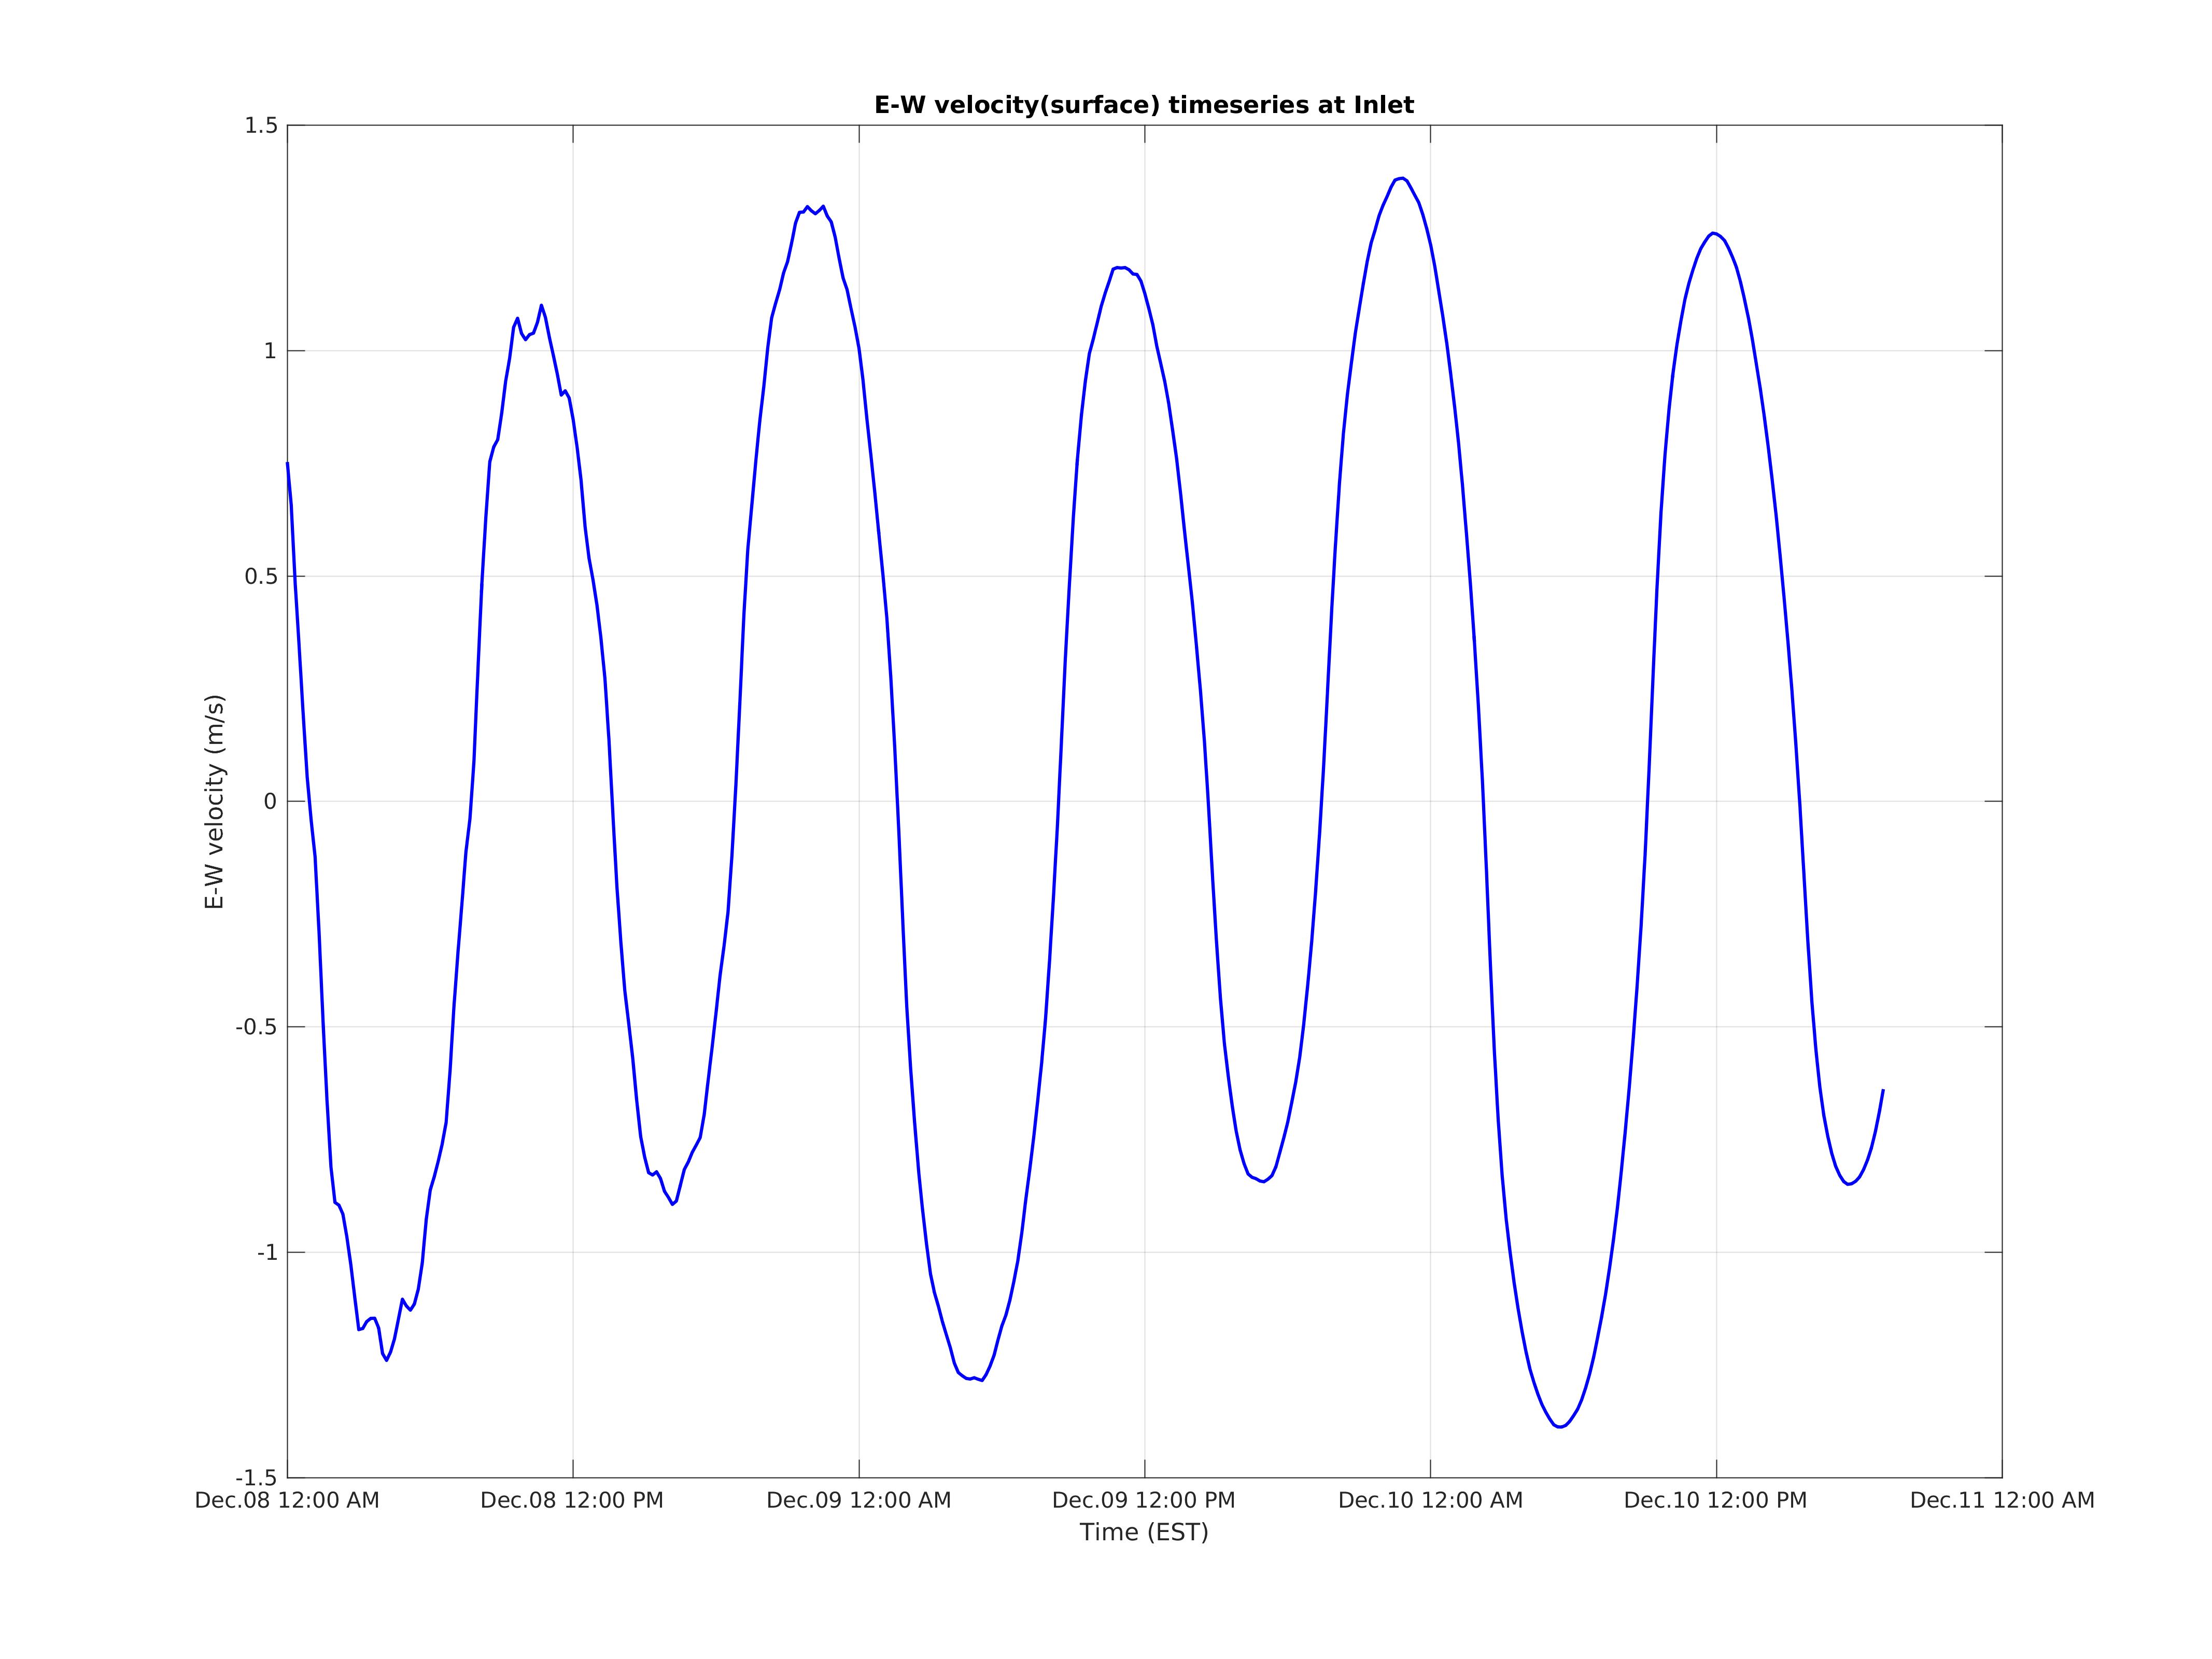 E-W velocity(surface) timeseries at Inlet
1.5
1
0.5
0
-0.5
-1
-1.5
E-W velocity (m/s)
Dec.08 12:00 AM Dec.08 12:00 PM Dec.09 12:00 AM Dec.09 12:00 PM Dec.10 12:00 AM Dec.10 12:00 PM Dec.11 12:00 AM
Time (EST)